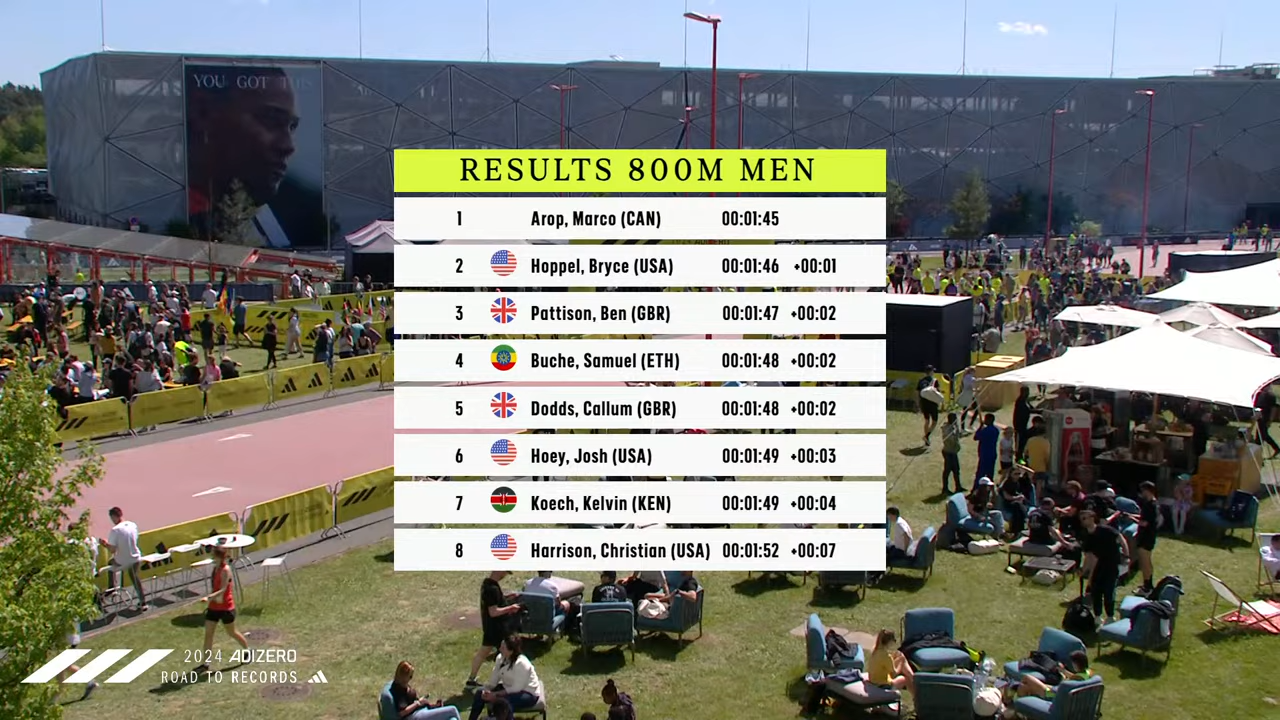 YOU GOT THIS
RESULTS 800M MEN
1 Arop, Marco (CAN) 00:01:45
2 Hoppel, Bryce (USA) 00:01:46 +00:01
3 Pattison, Ben (GBR) 00:01:47 +00:02
4 Buche, Samuel (ETH) 00:01:48 +00:02
5 Dodds, Callum (GBR) 00:01:48 +00:02
6 Hoey, Josh (USA) 00:01:49 +00:03
7 Koech, Kelvin (KEN) 00:01:49 +00:04
8 Harrison, Christian (USA) 00:01:52 +00:07
2024 ADIZERO
ROAD TO RECORDS